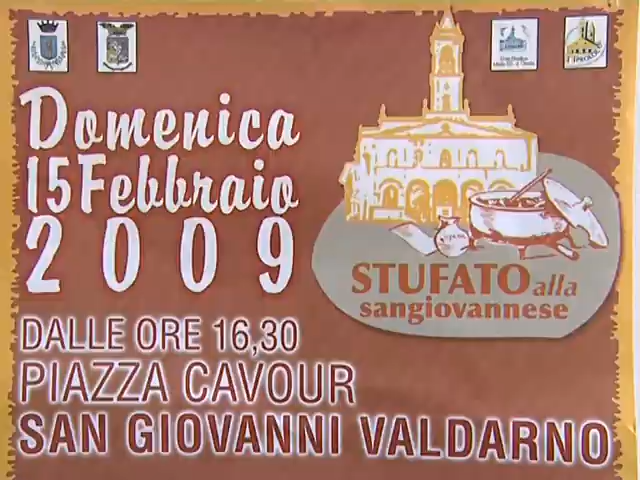 Domenica
15 Febbraio
2009
STUFATO alla
sangiovannese
DALLE ORE 16,30
PIAZZA CAVOUR
SAN GIOVANNI VALDARNO